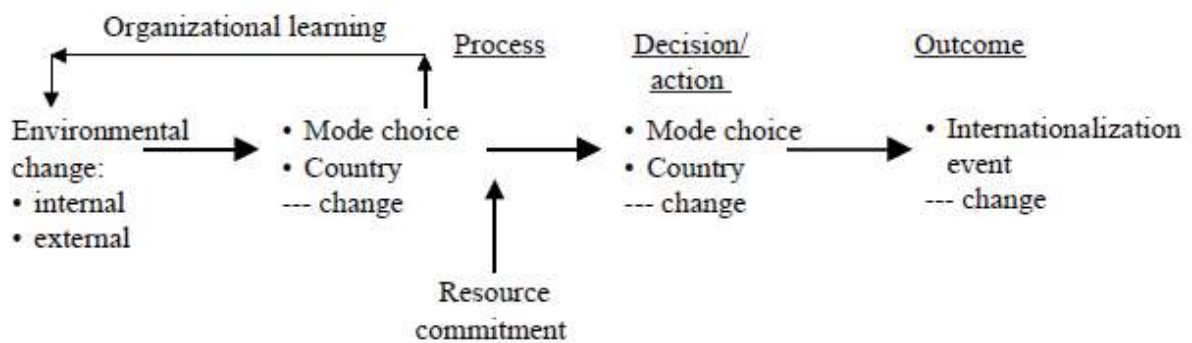 Organizational learning
Process
Decision/
action
Outcome
Environmental
change:
• internal
• external
• Mode choice
• Country
--- change
• Mode choice
• Country
--- change
• Internationalization
event
--- change
Resource
commitment